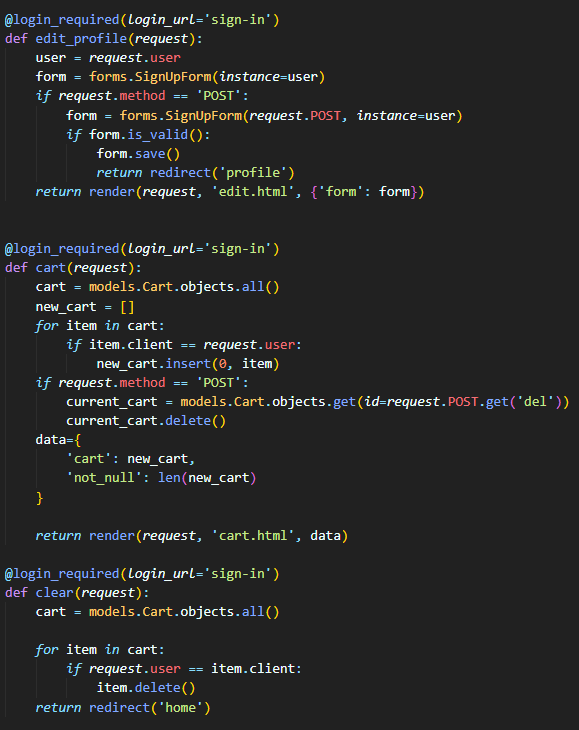 @login_required(login_url='sign-in')
def edit_profile(request):
    user = request.user
    form = forms.SignUpForm(instance=user)
    if request.method == 'POST':
        form = forms.SignUpForm(request.POST, instance=user)
        if form.is_valid():
            form.save()
            return redirect('profile')
    return render(request, 'edit.html', {'form': form})
@login_required(login_url='sign-in')
def cart(request):
    cart = models.Cart.objects.all()
    new_cart = []
    for item in cart:
        if item.client == request.user:
            new_cart.insert(0, item)
    if request.method == 'POST':
        current_cart = models.Cart.objects.get(id=request.POST.get('del'))
        current_cart.delete()
    data={
        'cart': new_cart,
        'not_null': len(new_cart)
    }
    return render(request, 'cart.html', data)
@login_required(login_url='sign-in')
def clear(request):
    cart = models.Cart.objects.all()
    for item in cart:
        if request.user == item.client:
            item.delete()
    return redirect('home')